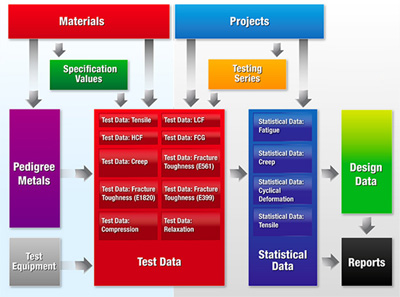 Materials
Projects
Specification
Values
Testing
Series
Pedigree
Metals
Test Data: Tensile
Test Data: LCF
Test Data: HCF
Test Data: FCG
Test Data: Creep
Test Data: Fracture
Toughness (E561)
Test Data: Fracture
Toughness (E1820)
Test Data: Fracture
Toughness (E399)
Test Data:
Compression
Test Data:
Relaxation
Test Data
Statistical Data:
Fatigue
Statistical Data:
Creep
Statistical Data:
Cyclical
Deformation
Statistical Data:
Tensile
Statistical
Data
Design
Data
Test
Equipment
Reports